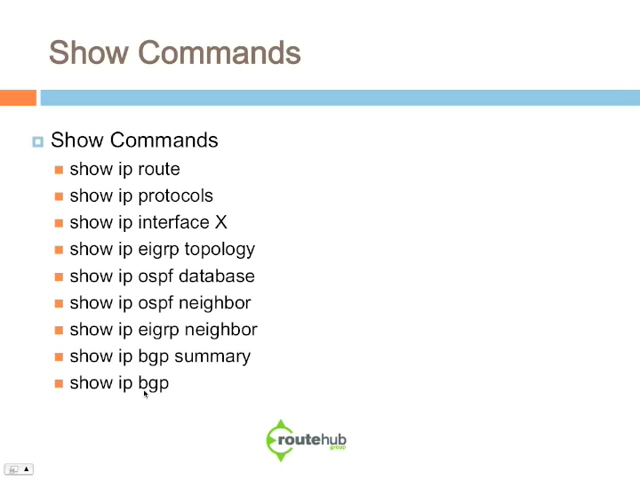 Show Commands
Show Commands
show ip route
show ip protocols
show ip interface X
show ip eigrp topology
show ip ospf database
show ip ospf neighbor
show ip eigrp neighbor
show ip bgp summary
show ip bgp
routehub
group